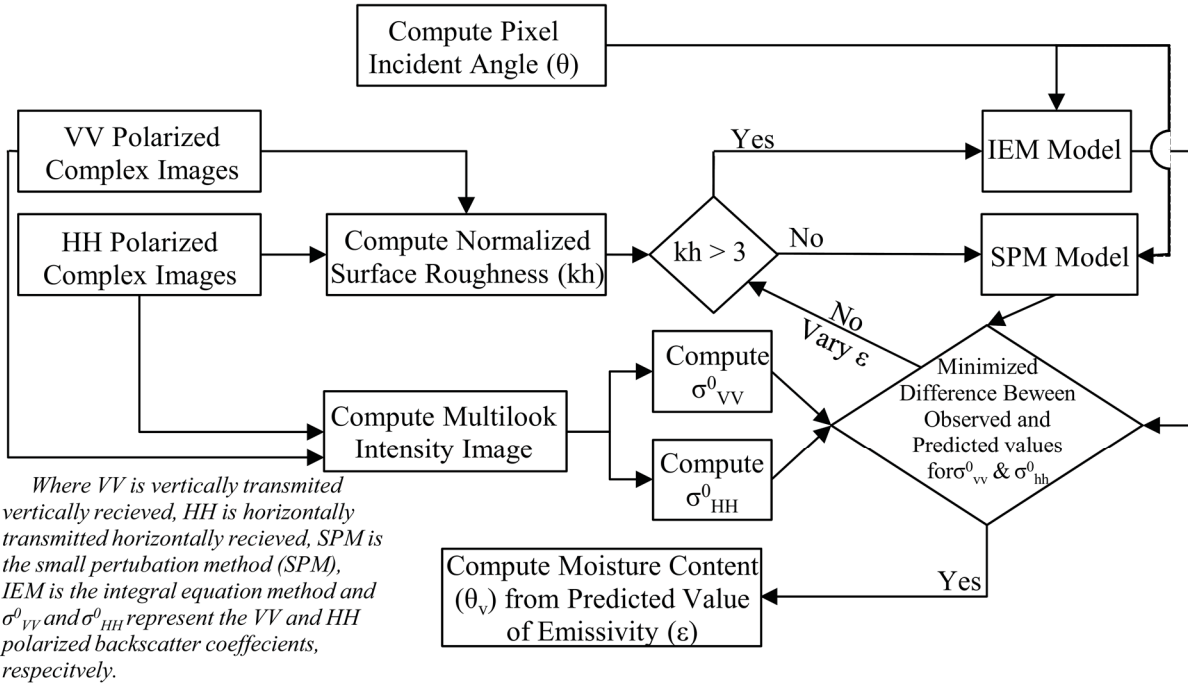 Compute Pixel
Incident Angle (θ)
VV Polarized
Complex Images
Yes
IEM Model
HH Polarized
Complex Images
Compute Normalized
Surface Roughness (kh)
kh > 3
No
SPM Model
No
Vary ε
Compute
σ⁰VV
Minimized
Difference Beween
Observed and
Predicted values
forσ⁰vv & σ⁰hh
Compute Multilook
Intensity Image
Compute
σ⁰HH
Where VV is vertically transmited
vertically recieved, HH is horizontally
transmitted horizontally recieved, SPM is
the small pertubation method (SPM),
IEM is the integral equation method and
σ⁰VV and σ⁰HH represent the VV and HH
polarized backscatter coeffecients,
respecitvely.
Compute Moisture Content
(θv) from Predicted Value
of Emissivity (ε)
Yes